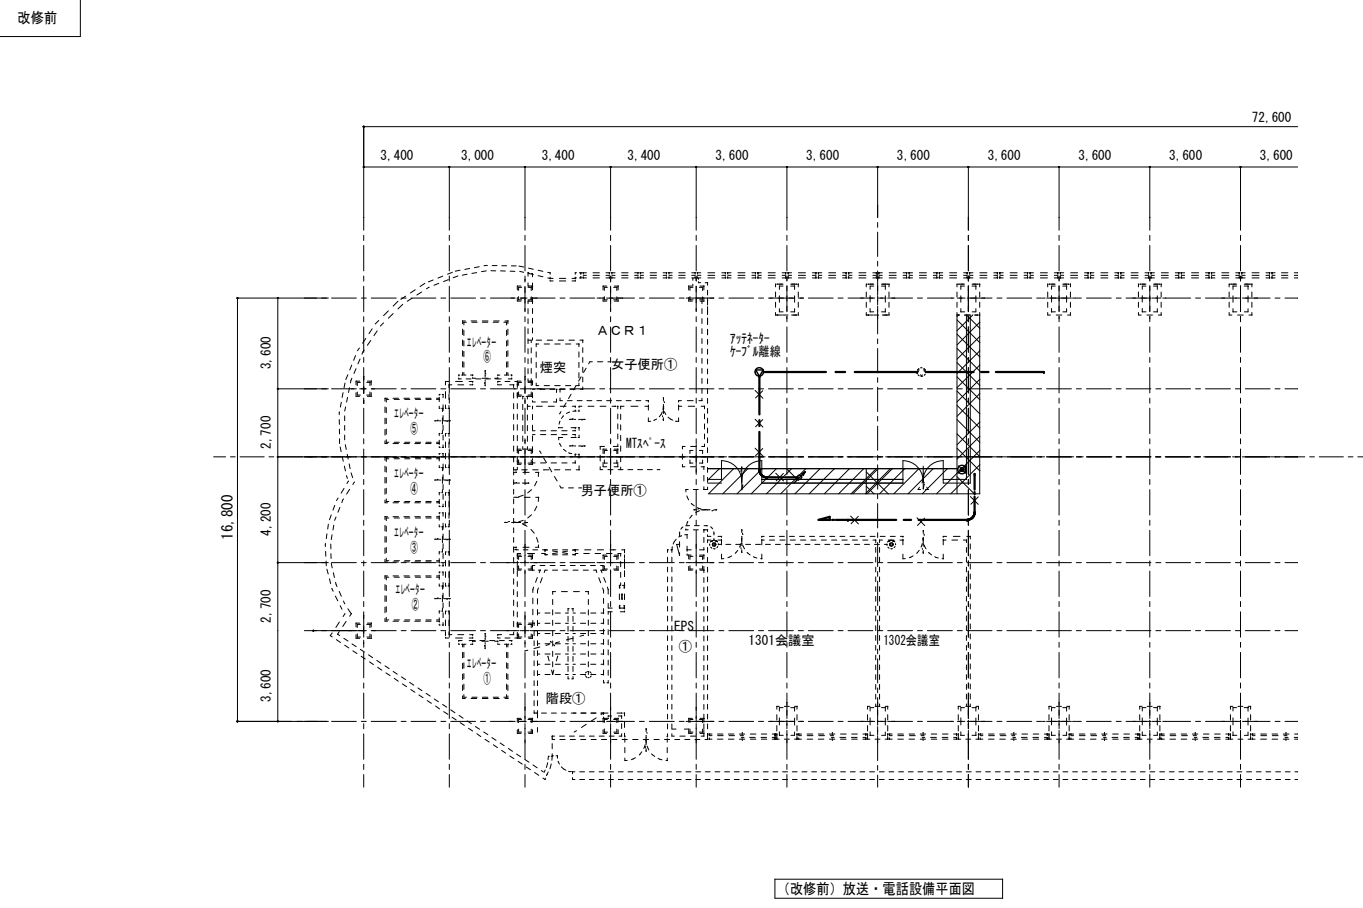 改修前
72,600
3,400 3,000 3,400 3,400 3,600 3,600 3,600 3,600 3,600 3,600 3,600
ACR1
アッテネーター
ケーブル離線
エレベーター
⑥
煙突
女子便所①
3,600
エレベーター
⑤
2,700
MTスペース
エレベーター
④
男子便所①
16,800
4,200
エレベーター
③
エレベーター
②
2,700
EPS
①
1301会議室
1302会議室
エレベーター
①
3,600
階段①
(改修前)放送・電話設備平面図